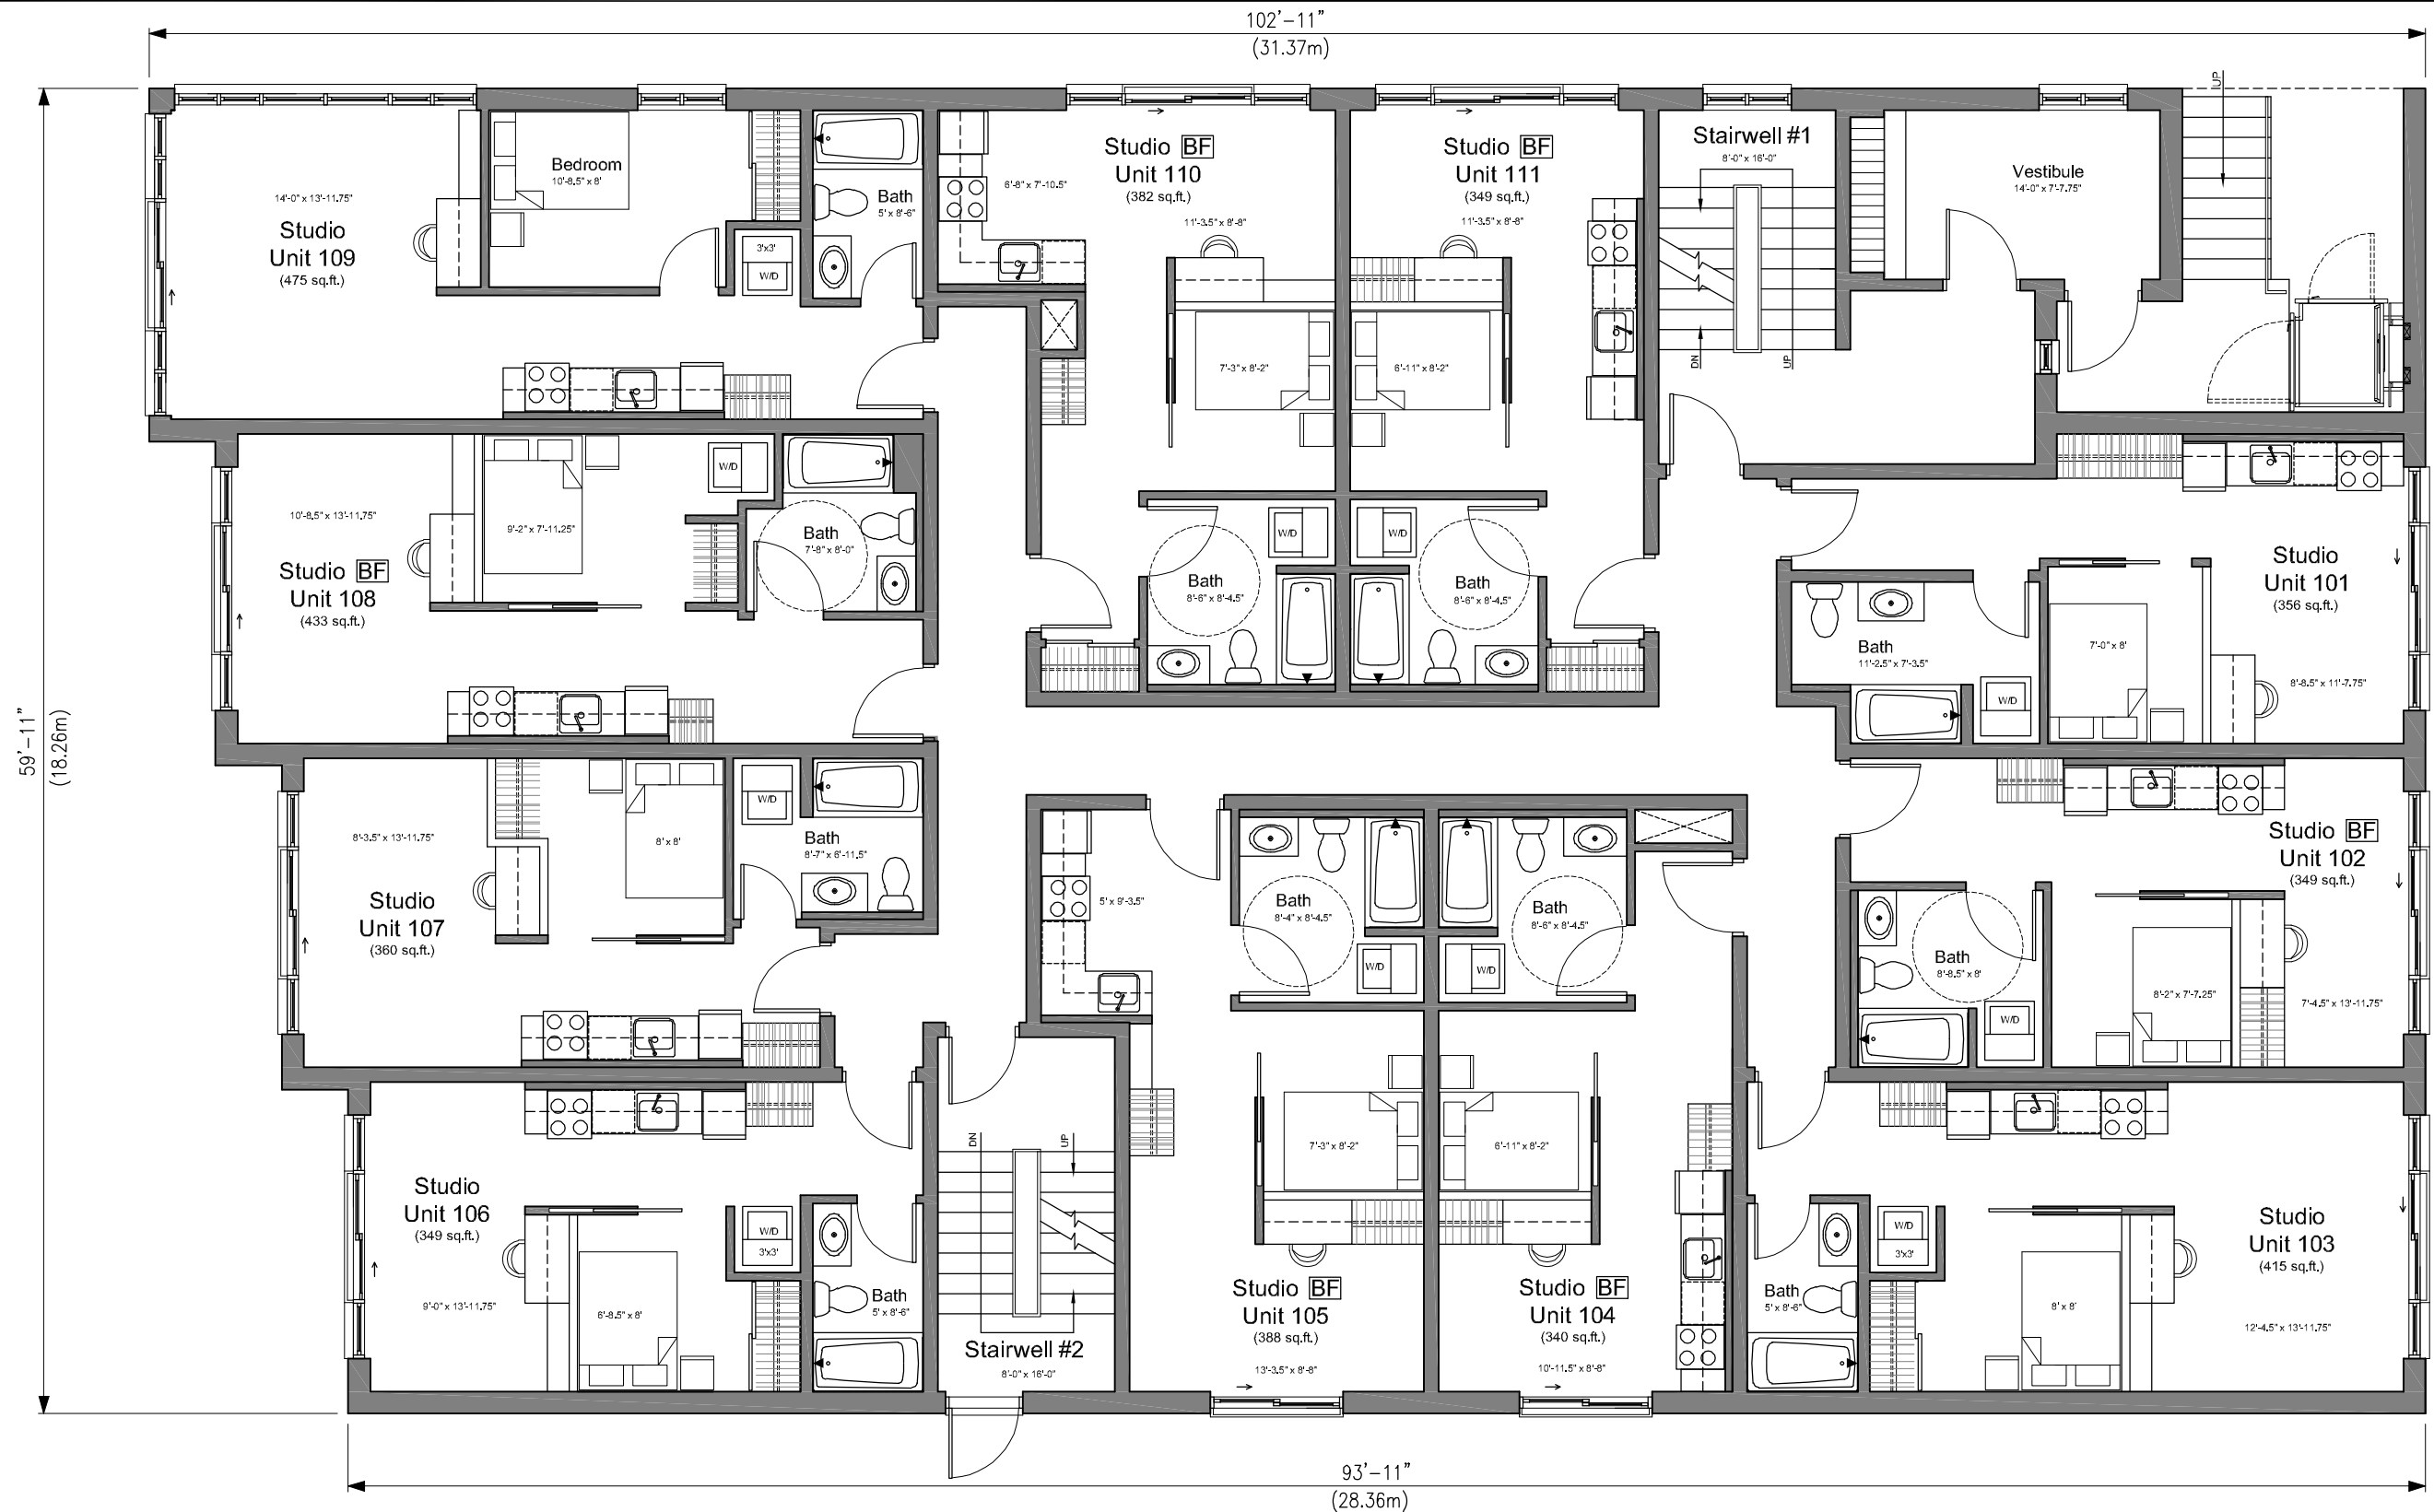 102'-11"
(31.37m)
59'-11"
(18.26m)
14'-0" x 13'-11.75"
Studio
Unit 109
(475 sq.ft.)
Bedroom
10'-8.5" x 8'
3'x3'
W/D
Bath
5' x 8'-6"
6'-8" x 7'-10.5"
Studio BF
Unit 110
(382 sq.ft.)
11'-3.5" x 8'-8"
7'-3" x 8'-2"
W/D
Bath
8'-6" x 8'-4.5"
Studio BF
Unit 111
(349 sq.ft.)
11'-3.5" x 8'-8"
6'-11" x 8'-2"
W/D
Bath
8'-6" x 8'-4.5"
Stairwell #1
8'-0" x 16'-0"
DN
UP
Vestibule
14'-0" x 7'-7.75"
UP
10'-8.5" x 13'-11.75"
Studio BF
Unit 108
(433 sq.ft.)
9'-2" x 7'-11.25"
W/D
Bath
7'-8" x 8'-0"
Studio
Unit 101
(356 sq.ft.)
7'-0" x 8'
8'-8.5" x 11'-7.75"
Bath
11'-2.5" x 7'-3.5"
W/D
8'-3.5" x 13'-11.75"
Studio
Unit 107
(360 sq.ft.)
8' x 8'
W/D
Bath
8'-7" x 6'-11.5"
5' x 9'-3.5"
Bath
8'-4" x 8'-4.5"
W/D
Bath
8'-6" x 8'-4.5"
W/D
Studio BF
Unit 102
(349 sq.ft.)
Bath
8'-8.5" x 8'
W/D
8'-2" x 7'-7.25"
7'-4.5" x 13'-11.75"
Studio
Unit 106
(349 sq.ft.)
9'-0" x 13'-11.75"
6'-8.5" x 8'
W/D
3'x3'
Bath
5' x 8'-6"
DN
UP
Stairwell #2
8'-0" x 16'-0"
7'-3" x 8'-2"
Studio BF
Unit 105
(388 sq.ft.)
13'-3.5" x 8'-8"
6'-11" x 8'-2"
Studio BF
Unit 104
(340 sq.ft.)
10'-11.5" x 8'-8"
Bath
5' x 8'-6"
W/D
3'x3'
8' x 8'
Studio
Unit 103
(415 sq.ft.)
12'-4.5" x 13'-11.75"
93'-11"
(28.36m)